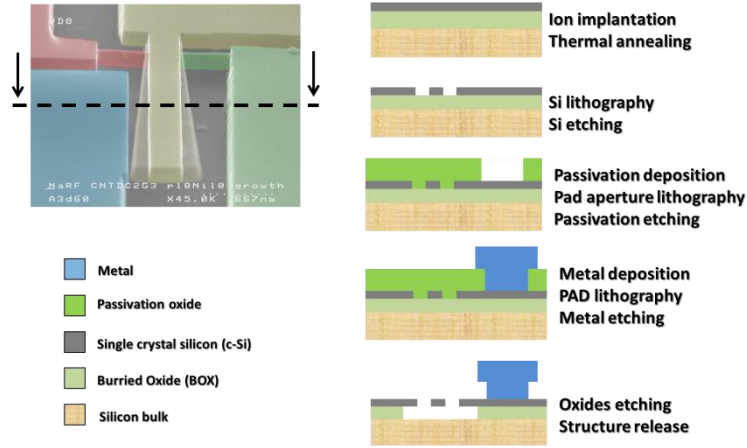 VD8
NaRF CNTDC2G3 r18Ni10 growth
A3d60 X45.0K 667nm
Metal
Passivation oxide
Single crystal silicon (c-Si)
Burried Oxide (BOX)
Silicon bulk
Ion implantation
Thermal annealing
Si lithography
Si etching
Passivation deposition
Pad aperture lithography
Passivation etching
Metal deposition
PAD lithography
Metal etching
Oxides etching
Structure release